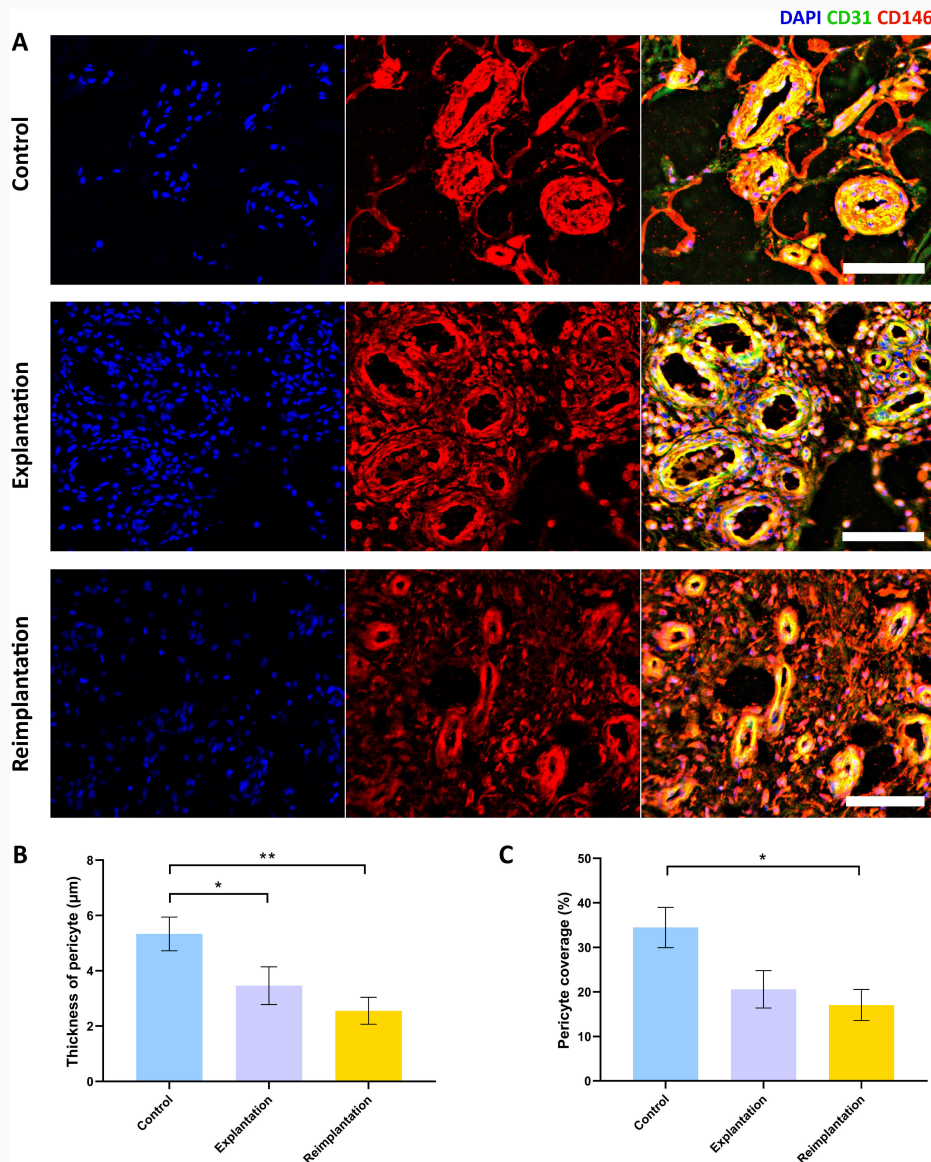 DAPI CD31 CD146
A
Control
Explantation
Reimplantation
B
Thickness of pericyte (μm)
8
6
4
2
0
**
*
Control
Explantation
Reimplantation
C
Pericyte coverage (%)
50
40
30
20
10
0
*
Control
Explantation
Reimplantation